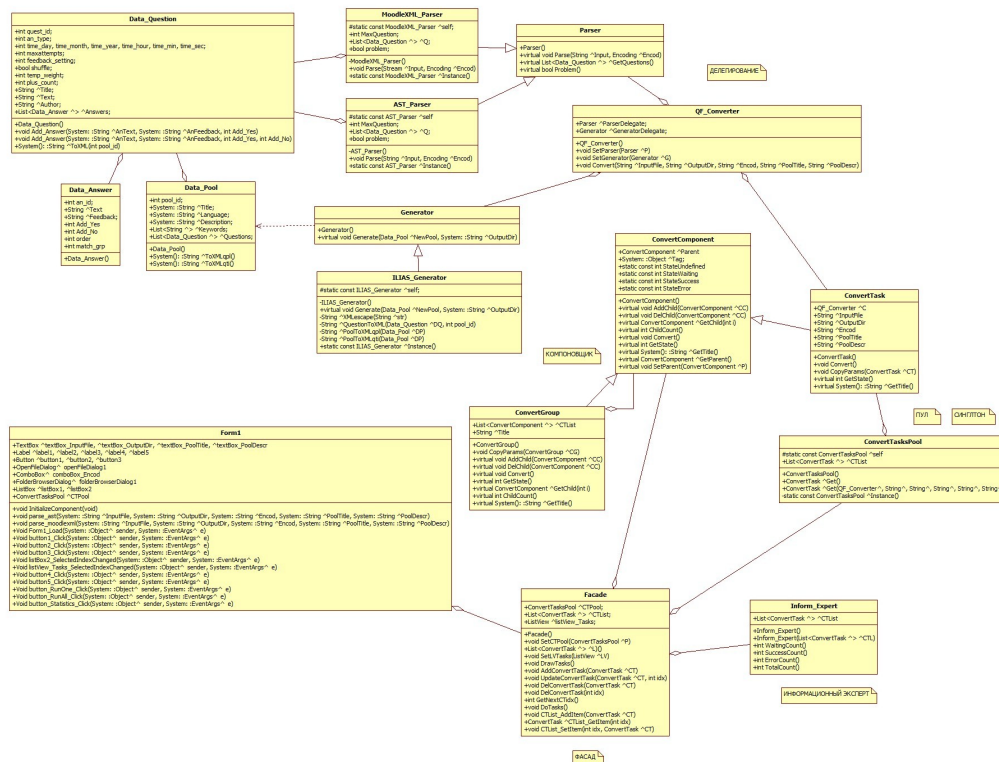 Data_Question
+int quest_id;
+int an_type;
+int time_day, time_month, time_year, time_hour, time_min, time_sec;
+int maxattempts;
+int feedback_setting;
+bool shuffle;
+int temp_weight;
+int plus_count;
+String ^Title;
+String ^Text;
+String ^Author;
+List<Data_Answer ^> ^Answers;
+Data_Question()
+void Add_Answer(System: :String ^AnText, System: :String ^AnFeedback, int Add_Yes)
+void Add_Answer(System: :String ^AnText, System: :String ^AnFeedback, int Add_Yes, int Add_No)
+System(): :String ^ToXML(int pool_id)
MoodleXML_Parser
#static const MoodleXML_Parser ^self;
+int MaxQuestion;
+List<Data_Question ^> ^Q;
+bool problem;
-MoodleXML_Parser()
+void Parse(Stream ^Input, Encoding ^Encod)
+static const MoodleXML_Parser ^Instance()
Parser
+Parser()
+virtual void Parse(String ^Input, Encoding ^Encod)
+virtual List<Data_Question ^> ^GetQuestions()
+virtual bool Problem()
ДЕЛЕГИРОВАНИЕ
AST_Parser
#static const AST_Parser ^self
+int MaxQuestion;
+List<Data_Question ^> ^Q;
+bool problem;
-AST_Parser()
+void Parse(String ^Input, Encoding ^Encod)
+static const AST_Parser ^Instance()
QF_Converter
+Parser ^ParserDelegate;
+Generator ^GeneratorDelegate;
+QF_Converter()
+void SetParser(Parser ^P)
+void SetGenerator(Generator ^G)
+void Convert(String ^InputFile, String ^OutputDir, String ^Encod, String ^PoolTitle, String ^PoolDescr)
Data_Answer
+int an_id;
+String ^Text
+String ^Feedback;
+int Add_Yes
+int Add_No
+int order
+int match_grp
+Data_Answer()
Data_Pool
+int pool_id;
+System: :String ^Title;
+System: :String ^Language;
+System: :String ^Description;
+List<String ^> ^Keywords;
+List<Data_Question ^> ^Questions;
+Data_Pool()
+System(): :String ^ToXMLqpl()
+System(): :String ^ToXMLqti()
Generator
+Generator()
+virtual void Generate(Data_Pool ^NewPool, System: :String ^OutputDir)
ILIAS_Generator
#static const ILIAS_Generator ^self;
-ILIAS_Generator()
+virtual void Generate(Data_Pool ^NewPool, System: :String ^OutputDir)
-String ^XMLescape(String ^str)
-String ^QuestionToXML(Data_Question ^DQ, int pool_id)
-String ^PoolToXMLqpl(Data_Pool ^DP)
-String ^PoolToXMLqti(Data_Pool ^DP)
+static const ILIAS_Generator ^Instance()
ConvertComponent
+ConvertComponent ^Parent
+System: :Object ^Tag;
+static const int StateUndefined
+static const int StateWaiting
+static const int StateSuccess
+static const int StateError
+ConvertComponent()
+virtual void AddChild(ConvertComponent ^CC)
+virtual void DelChild(ConvertComponent ^CC)
+virtual ConvertComponent ^GetChild(int i)
+virtual int ChildCount()
+virtual void Convert()
+virtual int GetState()
+virtual System(): :String ^GetTitle()
+virtual ConvertComponent ^GetParent()
+virtual void SetParent(ConvertComponent ^P)
ConvertTask
+QF_Converter ^C
+String ^InputFile
+String ^OutputDir
+String ^Encod
+String ^PoolTitle
+String ^PoolDescr
+ConvertTask()
+void Convert()
+void CopyParams(ConvertTask ^CT)
+virtual int GetState()
+virtual System(): :String ^GetTitle()
КОМПОНОВЩИК
ConvertGroup
+List<ConvertComponent ^> ^CTList
+String ^Title
+ConvertGroup()
+void CopyParams(ConvertGroup ^CG)
+virtual void AddChild(ConvertComponent ^CC)
+virtual void DelChild(ConvertComponent ^CC)
+virtual void Convert()
+virtual int GetState()
+virtual ConvertComponent ^GetChild(int i)
+virtual int ChildCount()
+virtual System(): :String ^GetTitle()
ПУЛ
СИНГЛТОН
ConvertTasksPool
#static const ConvertTasksPool ^self
+List<ConvertTask ^> ^CTList
+ConvertTasksPool()
+ConvertTask ^Get()
+ConvertTask ^Get(QF_Converter^, String^, String^, String^, String^, String^
-static const ConvertTasksPool ^Instance()
Form1
+TextBox ^textBox_InputFile, ^textBox_OutputDir, ^textBox_PoolTitle, ^textBox_PoolDescr
+Label ^label1, ^label2, ^label3, ^label4, ^label5
+Button ^button1, ^button2, ^button3
+OpenFileDialog^ openFileDialog1
+ComboBox^ comboBox_Encod
+FolderBrowserDialog^ folderBrowserDialog1
+ListBox ^listBox1, ^listBox2
+ConvertTasksPool ^CTPool
+void InitializeComponent(void)
+void parse_ast(System: :String ^InputFile, System: :String ^OutputDir, System: :String ^Encod, System: :String ^PoolTitle, System: :String ^PoolDescr)
+void parse_moodlexml(System: :String ^InputFile, System: :String ^OutputDir, System: :String ^Encod, System: :String ^PoolTitle, System: :String ^PoolDescr)
+Void Form1_Load(System: :Object^ sender, System: :EventArgs^ e)
+Void button1_Click(System: :Object^ sender, System: :EventArgs^ e)
+Void button2_Click(System: :Object^ sender, System: :EventArgs^ e)
+Void button3_Click(System: :Object^ sender, System: :EventArgs^ e)
+Void listBox2_SelectedIndexChanged(System: :Object^ sender, System: :EventArgs^ e)
+Void listView_Tasks_SelectedIndexChanged(System: :Object^ sender, System: :EventArgs^ e)
+Void button4_Click(System: :Object^ sender, System: :EventArgs^ e)
+Void button5_Click(System: :Object^ sender, System: :EventArgs^ e)
+Void button_RunOne_Click(System: :Object^ sender, System: :EventArgs^ e)
+Void button_RunAll_Click(System: :Object^ sender, System: :EventArgs^ e)
+Void button_Statistics_Click(System: :Object^ sender, System: :EventArgs^ e)
Facade
+ConvertTasksPool ^CTPool;
+List<ConvertTask ^> ^CTList;
+ListView ^listView_Tasks;
+Facade()
+void SetCTPool(ConvertTasksPool ^P)
+List<ConvertTask ^> ^L()
+void SetLVTasks(ListView ^LV)
+void DrawTasks()
+void AddConvertTask(ConvertTask ^CT)
+void UpdateConvertTask(ConvertTask ^CT, int idx)
+void DelConvertTask(ConvertTask ^CT)
+void DelConvertTask(int idx)
+int GetNextCTidx()
+void DoTasks()
+void CTList_AddItem(ConvertTask ^CT)
+ConvertTask ^CTList_GetItem(int idx)
+void CTList_SetItem(int idx, ConvertTask ^CT)
Inform_Expert
+List<ConvertTask ^> ^CTList
+Inform_Expert()
+Inform_Expert(List<ConvertTask ^> ^CTL)
+int WaitingCount()
+int SuccessCount()
+int ErrorCount()
+int TotalCount()
ИНФОРМАЦИОННЫЙ ЭКСПЕРТ
ФАСАД